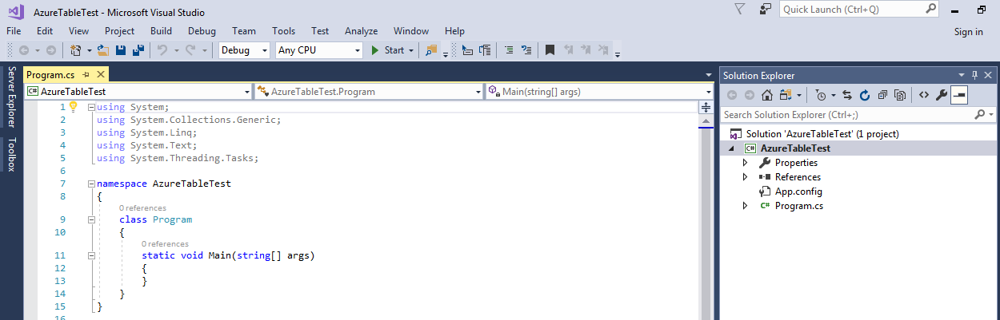 AzureTableTest - Microsoft Visual Studio
Quick Launch (Ctrl+Q)
File Edit View Project Build Debug Team Tools Test Analyze Window Help
Sign in
Debug Any CPU Start
Server Explorer
Toolbox
Program.cs
AzureTableTest AzureTableTest.Program Main(string[] args)
1 using System;
2 using System.Collections.Generic;
3 using System.Linq;
4 using System.Text;
5 using System.Threading.Tasks;
6
7 namespace AzureTableTest
8 {
0 references
9 class Program
10 {
0 references
11 static void Main(string[] args)
12 {
13 }
14 }
15 }
16
Solution Explorer
Search Solution Explorer (Ctrl+;)
Solution 'AzureTableTest' (1 project)
C# AzureTableTest
Properties
References
App.config
C# Program.cs